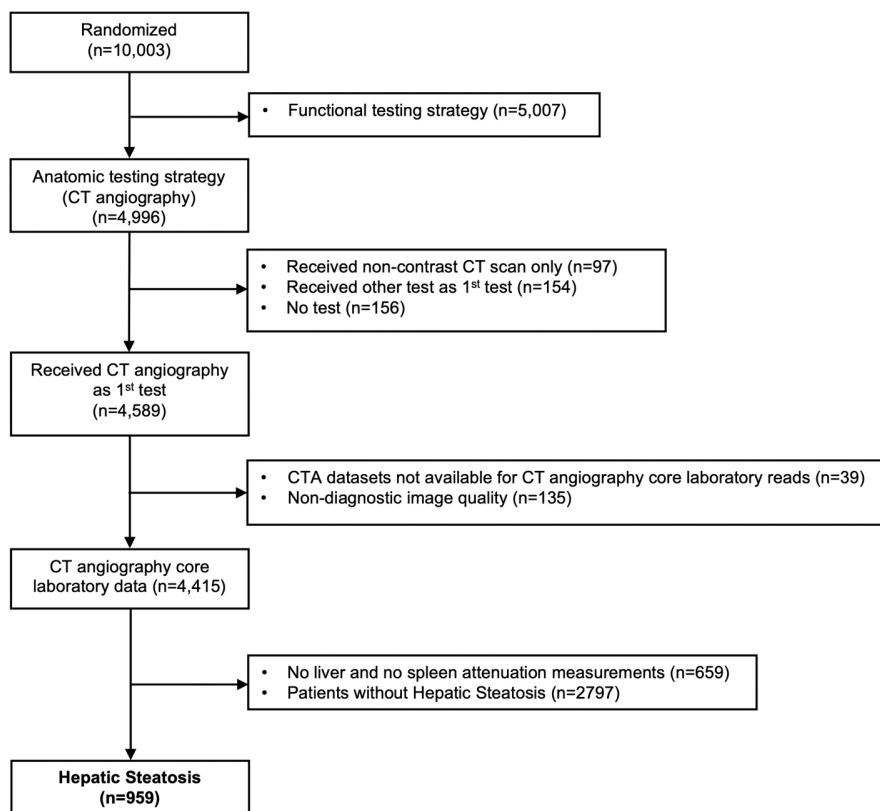 Randomized
(n=10,003)
• Functional testing strategy (n=5,007)
Anatomic testing strategy
(CT angiography)
(n=4,996)
• Received non-contrast CT scan only (n=97)
• Received other test as 1st test (n=154)
• No test (n=156)
Received CT angiography
as 1st test
(n=4,589)
• CTA datasets not available for CT angiography core laboratory reads (n=39)
• Non-diagnostic image quality (n=135)
CT angiography core
laboratory data (n=4,415)
• No liver and no spleen attenuation measurements (n=659)
• Patients without Hepatic Steatosis (n=2797)
Hepatic Steatosis
(n=959)